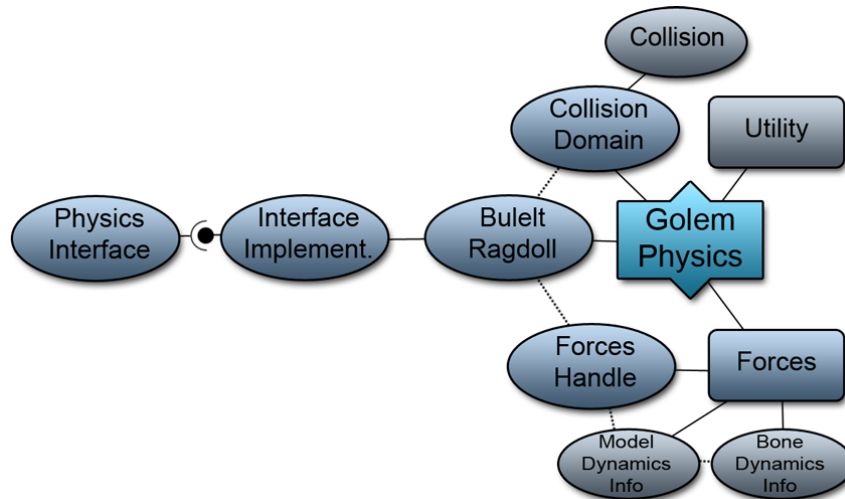 Collision
Collision
Domain
Utility
Physics
Interface
Interface
Implement.
Bulelt
Ragdoll
Golem
Physics
Forces
Handle
Forces
Model
Dynamics
Info
Bone
Dynamics
Info